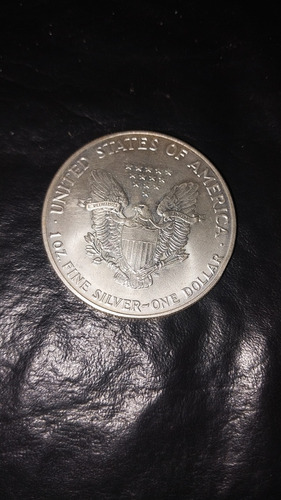 UNITED STATES OF AMERICA
1 OZ. FINE SILVER~ONE DOLLAR